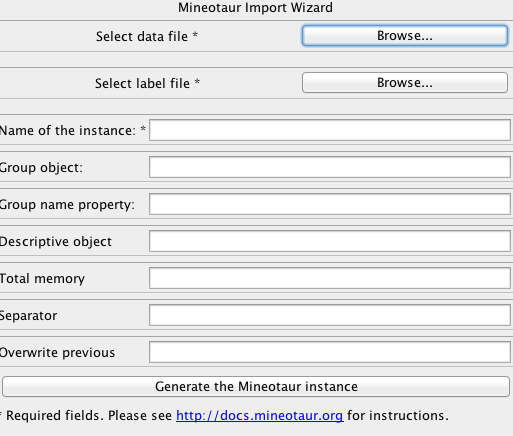 Mineotaur Import Wizard
Select data file * Browse...
Select label file * Browse...
Name of the instance: *
Group object:
Group name property:
Descriptive object
Total memory
Separator
Overwrite previous
Generate the Mineotaur instance
* Required fields. Please see http://docs.mineotaur.org for instructions.